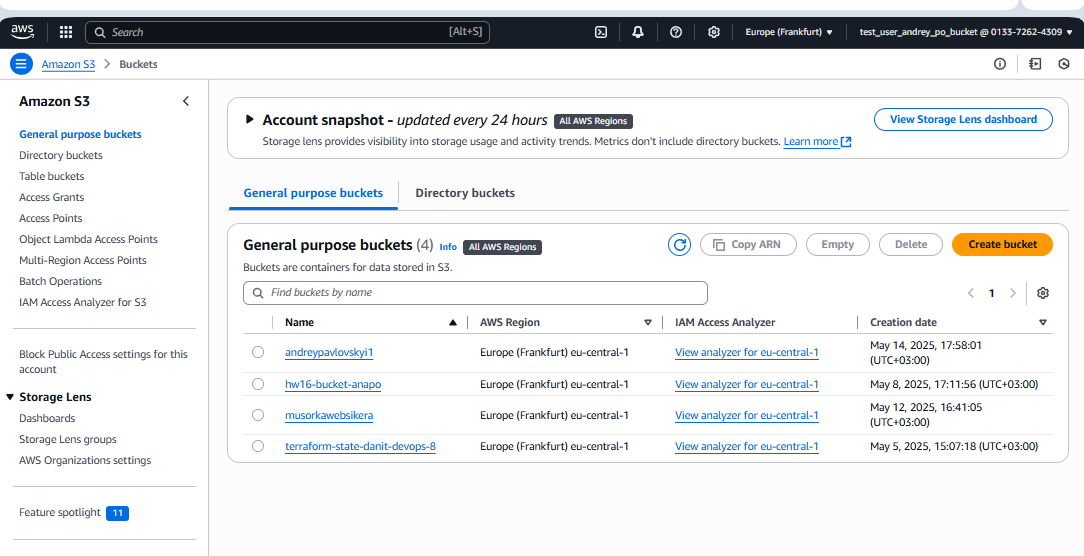 aws
Search [Alt+S]
Europe (Frankfurt) ▼ test_user_andrey_po_bucket @ 0133-7262-4309 ▼
Amazon S3 > Buckets
Amazon S3
General purpose buckets
Directory buckets
Table buckets
Access Grants
Access Points
Object Lambda Access Points
Multi-Region Access Points
Batch Operations
IAM Access Analyzer for S3
Block Public Access settings for this
account
Storage Lens
Dashboards
Storage Lens groups
AWS Organizations settings
Feature spotlight 11
Account snapshot - updated every 24 hours All AWS Regions
View Storage Lens dashboard
Storage lens provides visibility into storage usage and activity trends. Metrics don't include directory buckets. Learn more
General purpose buckets Directory buckets
General purpose buckets (4) Info All AWS Regions
Copy ARN Empty Delete Create bucket
Buckets are containers for data stored in S3.
Find buckets by name
1
Name AWS Region IAM Access Analyzer Creation date
andreypavlovskyi1 Europe (Frankfurt) eu-central-1 View analyzer for eu-central-1 May 14, 2025, 17:58:01
(UTC+03:00)
hw16-bucket-anapo Europe (Frankfurt) eu-central-1 View analyzer for eu-central-1 May 8, 2025, 17:11:56 (UTC+03:00)
musorkawebsikera Europe (Frankfurt) eu-central-1 View analyzer for eu-central-1 May 12, 2025, 16:41:05
(UTC+03:00)
terraform-state-danit-devops-8 Europe (Frankfurt) eu-central-1 View analyzer for eu-central-1 May 5, 2025, 15:07:18 (UTC+03:00)